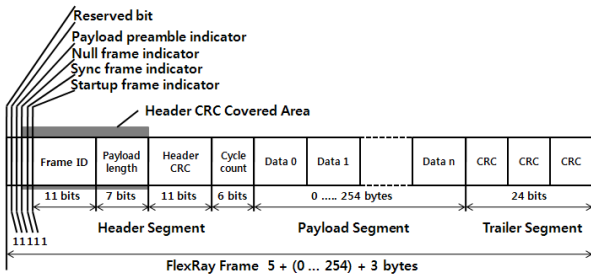 Reserved bit
Payload preamble indicator
Null frame indicator
Sync frame indicator
Startup frame indicator
Header CRC Covered Area
Frame ID
Payload length
Header CRC
Cycle count
Data 0
Data 1
Data n
CRC
CRC
CRC
11 bits
7 bits
11 bits
6 bits
0 ..... 254 bytes
24 bits
11111
Header Segment
Payload Segment
Trailer Segment
FlexRay Frame 5 + (0 ... 254) + 3 bytes